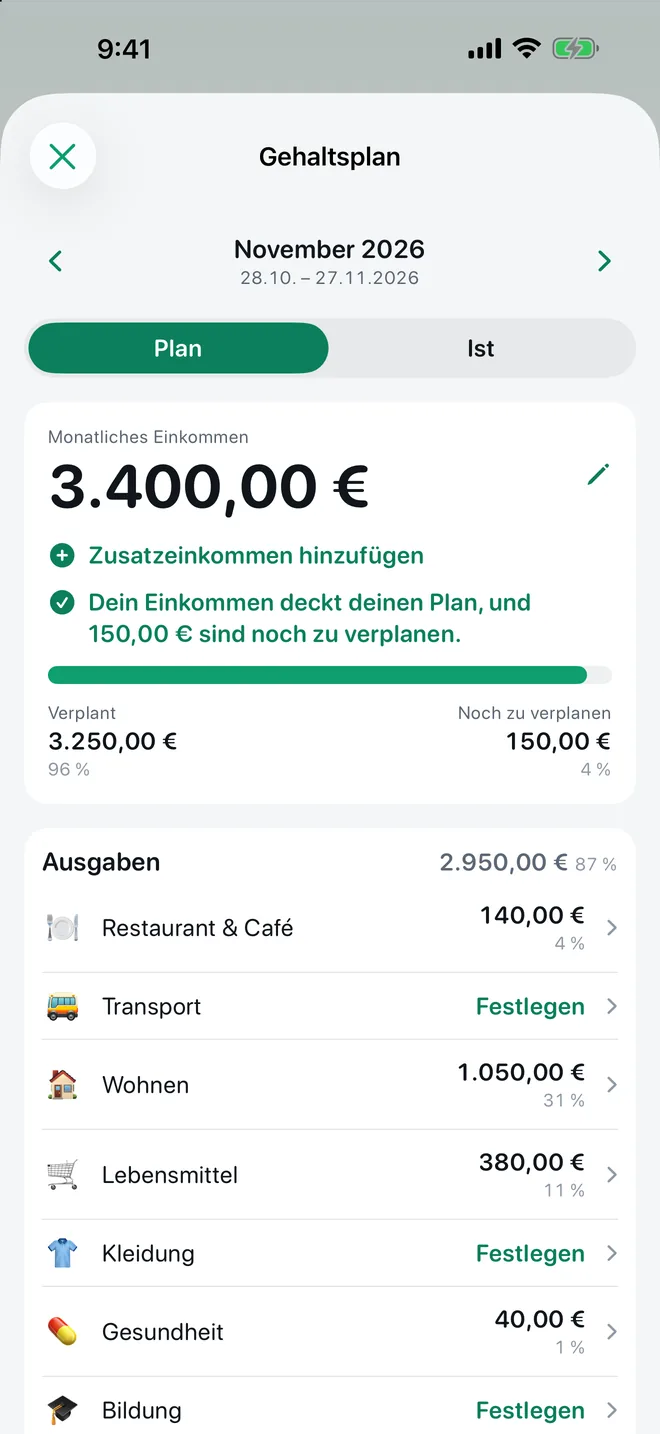 9:41
Gehaltsplan
November 2026
28.10. – 27.11.2026
Plan
Ist
Monatliches Einkommen
3.400,00 €
Zusatzeinkommen hinzufügen
Dein Einkommen deckt deinen Plan, und
150,00 € sind noch zu verplanen.
Verplant
Noch zu verplanen
3.250,00 €
150,00 €
96 %
4 %
Ausgaben
2.950,00 € 87 %
Restaurant & Café
140,00 €
4 %
Transport
Festlegen
Wohnen
1.050,00 €
31 %
Lebensmittel
380,00 €
11 %
Kleidung
Festlegen
Gesundheit
40,00 €
1 %
Bildung
Festlegen